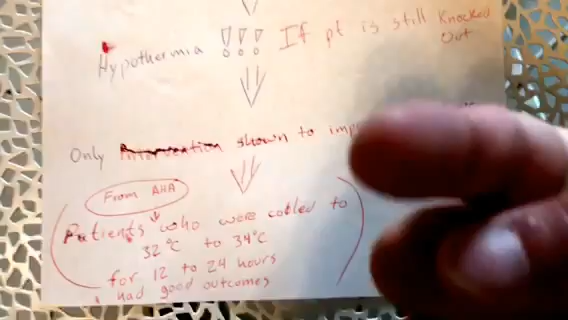 Hypothermia !!! If pt is still Knocked
Out
Only Intervention shown to imp
From AHA
Patients who were cooled to
32°C to 34°C
for 12 to 24 hours
had good outcomes